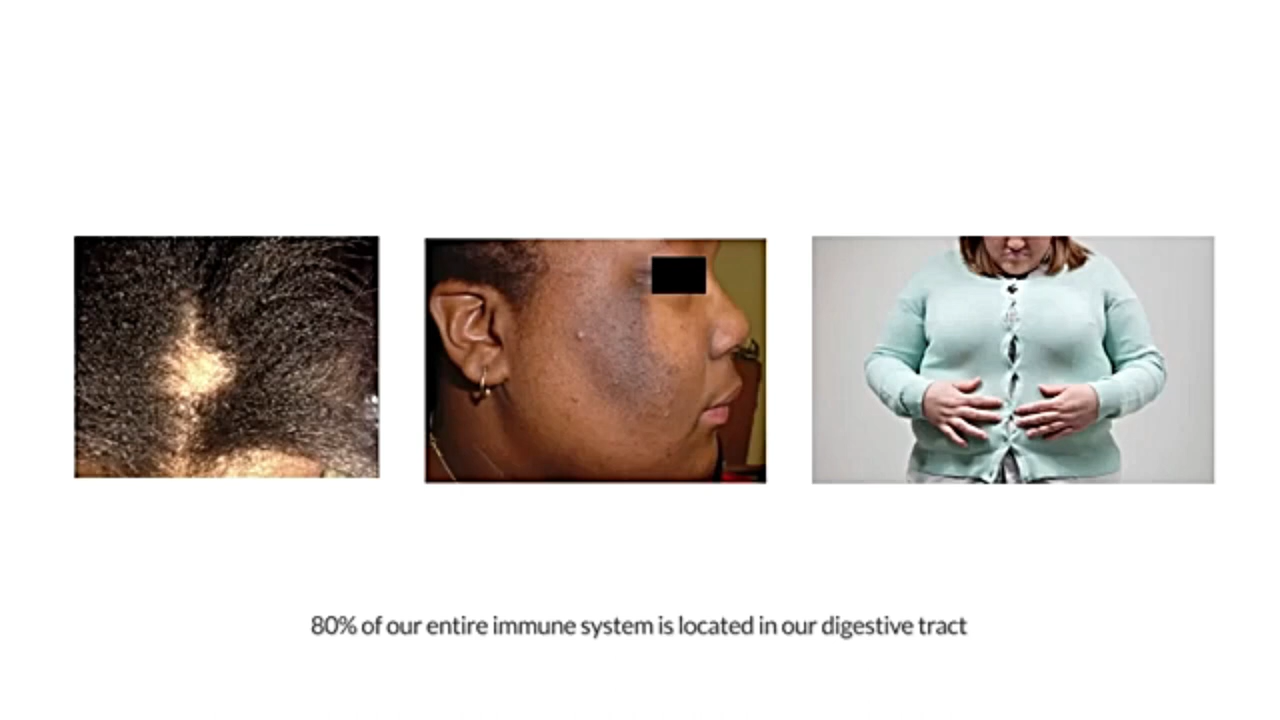 80% of our entire immune system is located in our digestive tract